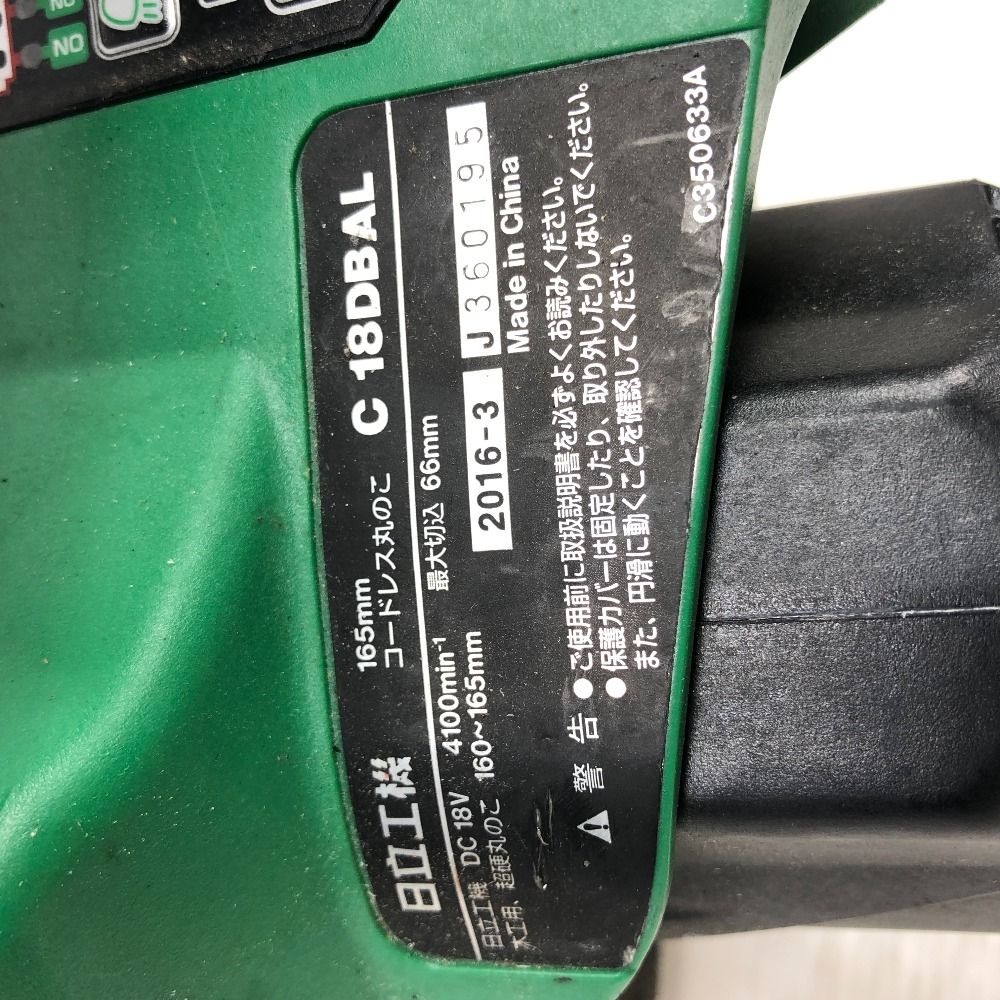 NO
NO
日立工機 165mm コードレス丸のこ C 18DBAL
日立工機 DC 18V 4100min⁻¹ 最大切込 66mm
木工用、超硬丸のこ 160~165mm
2016-3 J360195
Made in China
警告
●ご使用前に取扱説明書を必ずよくお読みください。
●保護カバーは固定したり、取り外したりしないでください。
また、円滑に動くことを確認してください。
C350633A